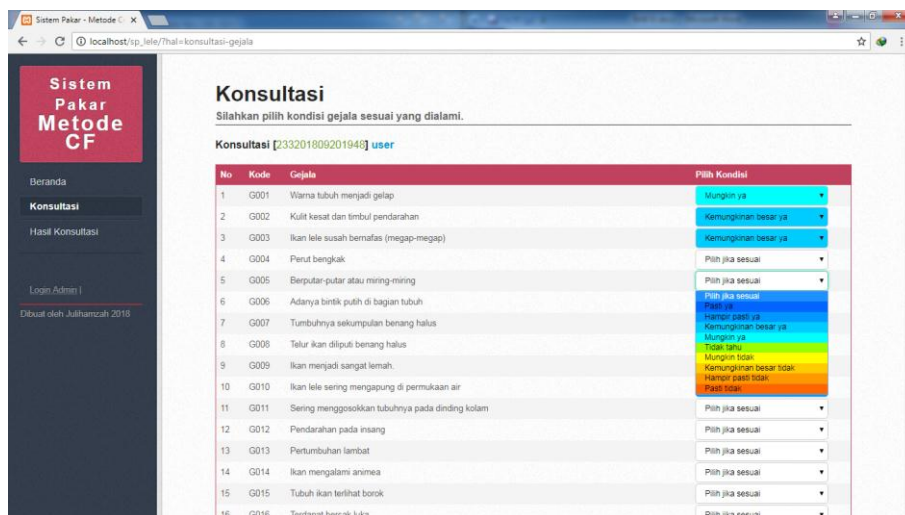 Sistem Pakar - Metode C
localhost/sp_lele/?hal=konsultasi-gejala
Sistem
Pakar
Metode
CF
Beranda
Konsultasi
Hasil Konsultasi
Login Admin |
Dibuat oleh Julihamzah 2018
Konsultasi
Silahkan pilih kondisi gejala sesuai yang dialami.
Konsultasi [233201809201948] user
No Kode Gejala Pilih Kondisi
1 G001 Warna tubuh menjadi gelap Mungkin ya
2 G002 Kulit kesat dan timbul pendarahan Kemungkinan besar ya
3 G003 Ikan lele susah bernafas (megap-megap) Kemungkinan besar ya
4 G004 Perut bengkak Pilih jika sesuai
5 G005 Berputar-putar atau miring-miring Pilih jika sesuai
6 G006 Adanya bintik putih di bagian tubuh
7 G007 Tumbuhnya sekumpulan benang halus
8 G008 Telur ikan diliputi benang halus
9 G009 Ikan menjadi sangat lemah.
10 G010 Ikan lele sering mengapung di permukaan air
Pilih jika sesuai
Pasti ya
Hampir pasti ya
Kemungkinan besar ya
Mungkin ya
Tidak tahu
Mungkin tidak
Kemungkinan besar tidak
Hampir pasti tidak
Pasti tidak
11 G011 Sering menggosokkan tubuhnya pada dinding kolam Pilih jika sesuai
12 G012 Pendarahan pada insang Pilih jika sesuai
13 G013 Pertumbuhan lambat Pilih jika sesuai
14 G014 Ikan mengalami animea Pilih jika sesuai
15 G015 Tubuh ikan terlihat borok Pilih jika sesuai
16 G016 Terdapat bercak luka Pilih jika sesuai